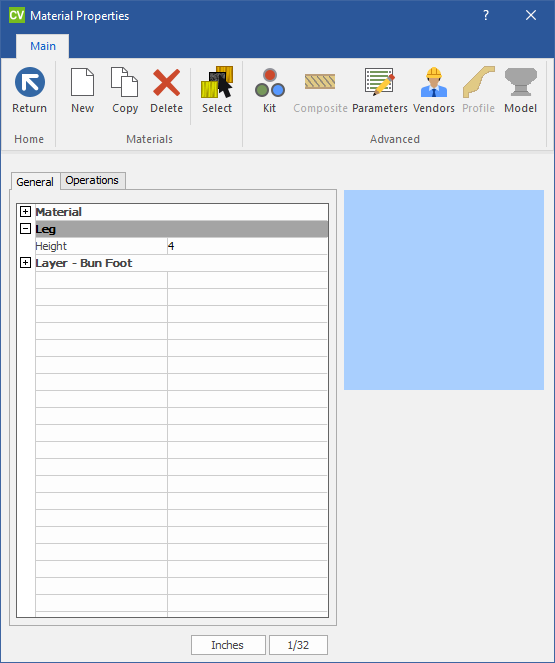 CV Material Properties ?
Main
Return New Copy Delete Select Kit Composite Parameters Vendors Profile Model
Home Materials Advanced
General Operations
Material
Leg
Height 4
Layer - Bun Foot
Inches 1/32